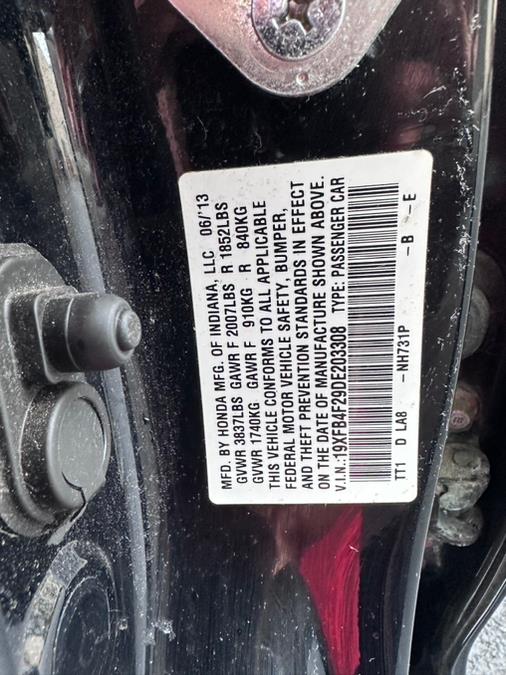 MFD. BY HONDA MFG. OF INDIANA, LLC 06/'13
GVWR 3837LBS GAWR F 2007LBS R 1852LBS
GVWR 1740KG GAWR F 910KG R 840KG
THIS VEHICLE CONFORMS TO ALL APPLICABLE
FEDERAL MOTOR VEHICLE SAFETY, BUMPER,
AND THEFT PREVENTION STANDARDS IN EFFECT
ON THE DATE OF MANUFACTURE SHOWN ABOVE.
V.I.N.:19XFB4F29DE203308 TYPE: PASSENGER CAR
TT1 D LA8 -NH731P -B -E